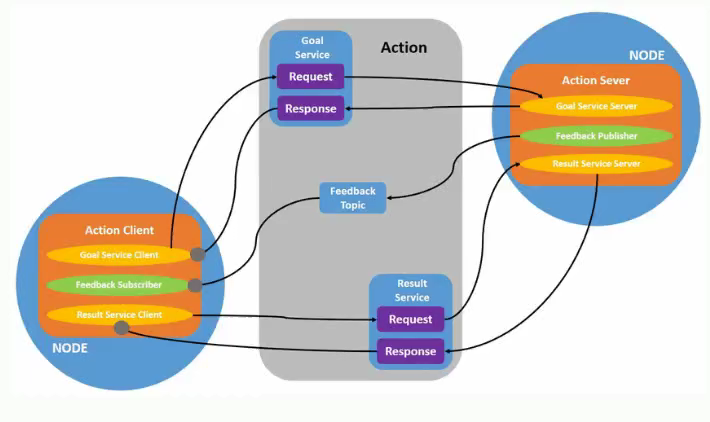 Goal
Service
Action
Request
Response
NODE
Action Sever
Goal Service Server
Feedback Publisher
Result Service Server
Feedback
Topic
Action Client
Goal Service Client
Feedback Subscriber
Result Service Client
NODE
Result
Service
Request
Response